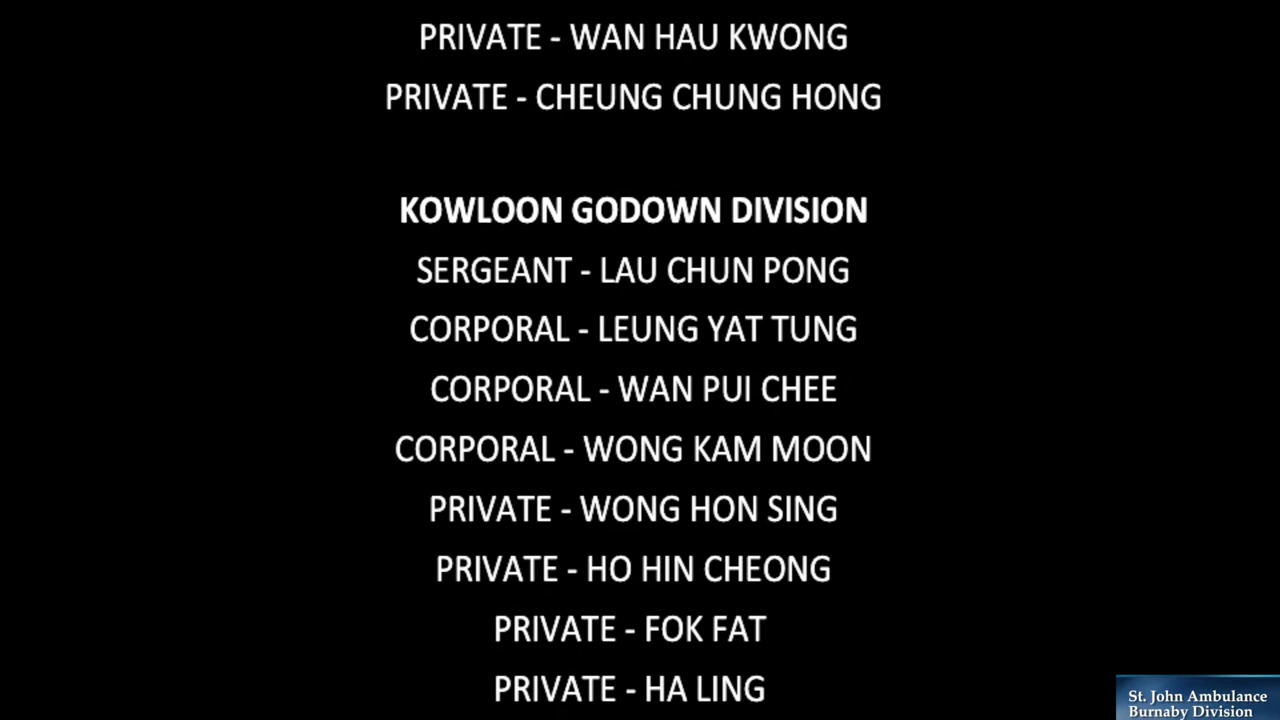 PRIVATE - WAN HAU KWONG
PRIVATE - CHEUNG CHUNG HONG
KOWLOON GODOWN DIVISION
SERGEANT - LAU CHUN PONG
CORPORAL - LEUNG YAT TUNG
CORPORAL - WAN PUI CHEE
CORPORAL - WONG KAM MOON
PRIVATE - WONG HON SING
PRIVATE - HO HIN CHEONG
PRIVATE - FOK FAT
PRIVATE - HA LING
St. John Ambulance
Burnaby Division